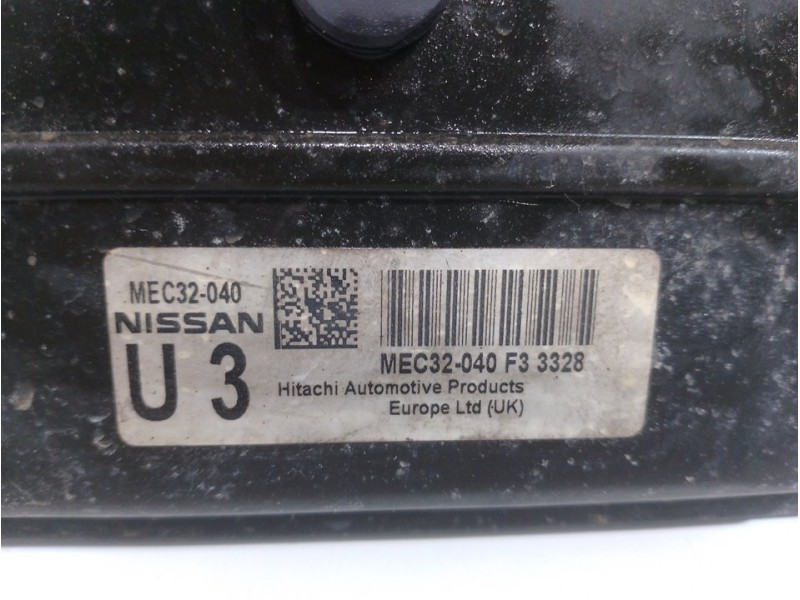 MEC32-040
NISSAN
U 3
MEC32-040 F3 3328
Hitachi Automotive Products
Europe Ltd (UK)